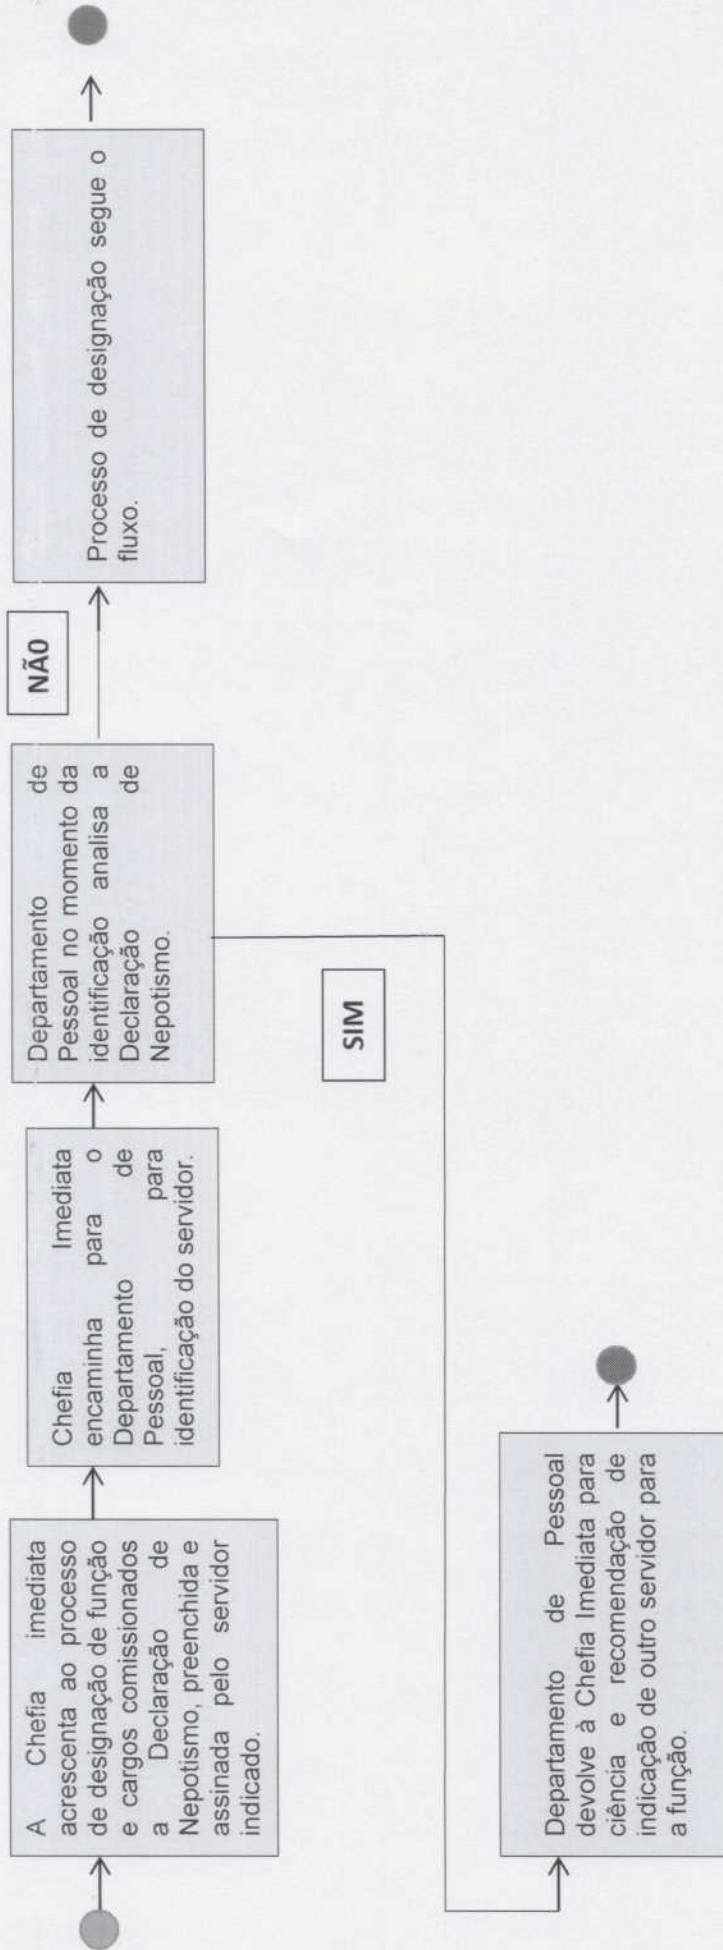 A Chefia imediata
acrescenta ao processo
de designação de função
e cargos comissionados
a Declaração de
Nepotismo, preenchida e
assinada pelo servidor
indicado.
Chefia Imediata
encaminha para o
Departamento de
Pessoal, para
identificação do servidor.
Departamento de
Pessoal no momento da
identificação analisa a
Declaração de
Nepotismo.
NÃO
Processo de designação segue o
fluxo.
SIM
Departamento de Pessoal
devolve à Chefia Imediata para
ciência e recomendação de
indicação de outro servidor para
a função.